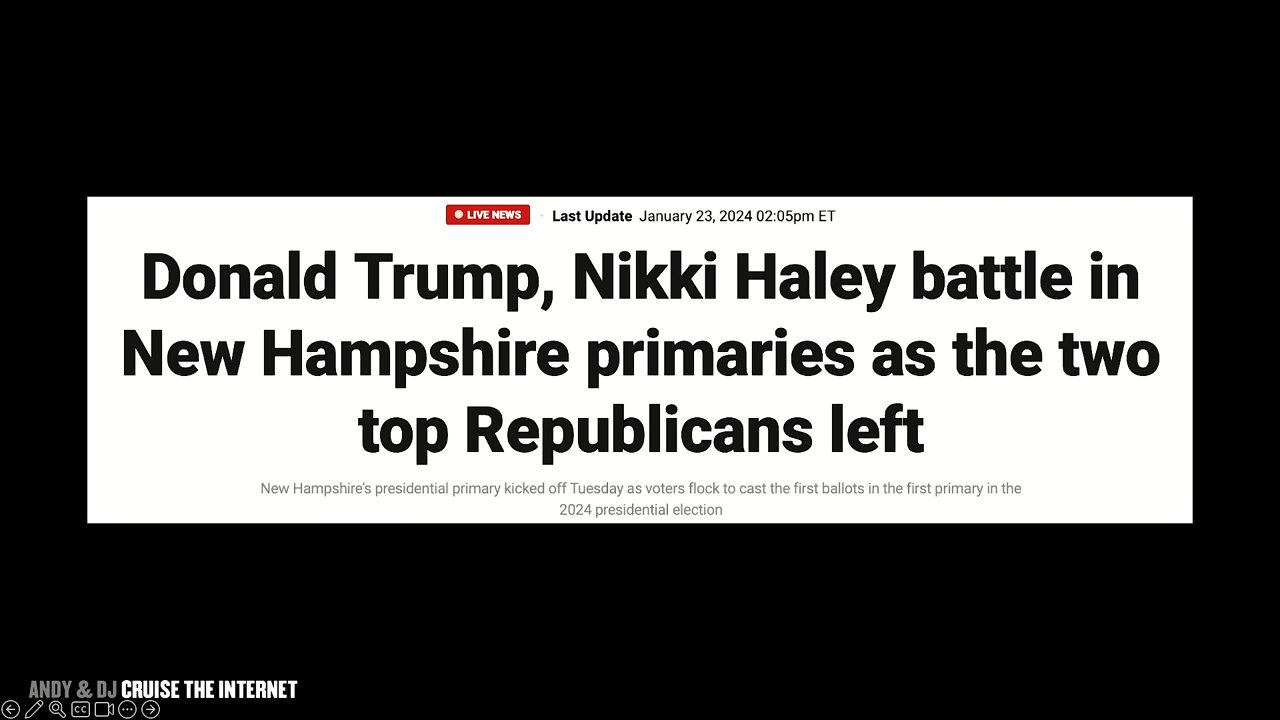 LIVE NEWS · Last Update January 23, 2024 02:05pm ET
Donald Trump, Nikki Haley battle in
New Hampshire primaries as the two
top Republicans left
New Hampshire's presidential primary kicked off Tuesday as voters flock to cast the first ballots in the first primary in the
2024 presidential election
ANDY & DJ CRUISE THE INTERNET
CC